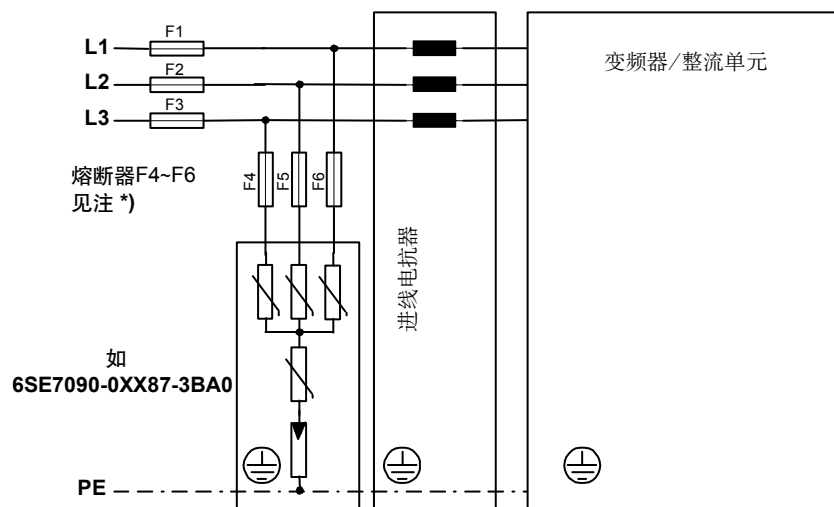 F1
L1
变频器/整流单元
F2
L2
F3
L3
熔断器F4~F6
见注 *)
F4
F5
F6
进线电抗器
如
6SE7090-0XX87-3BA0
PE